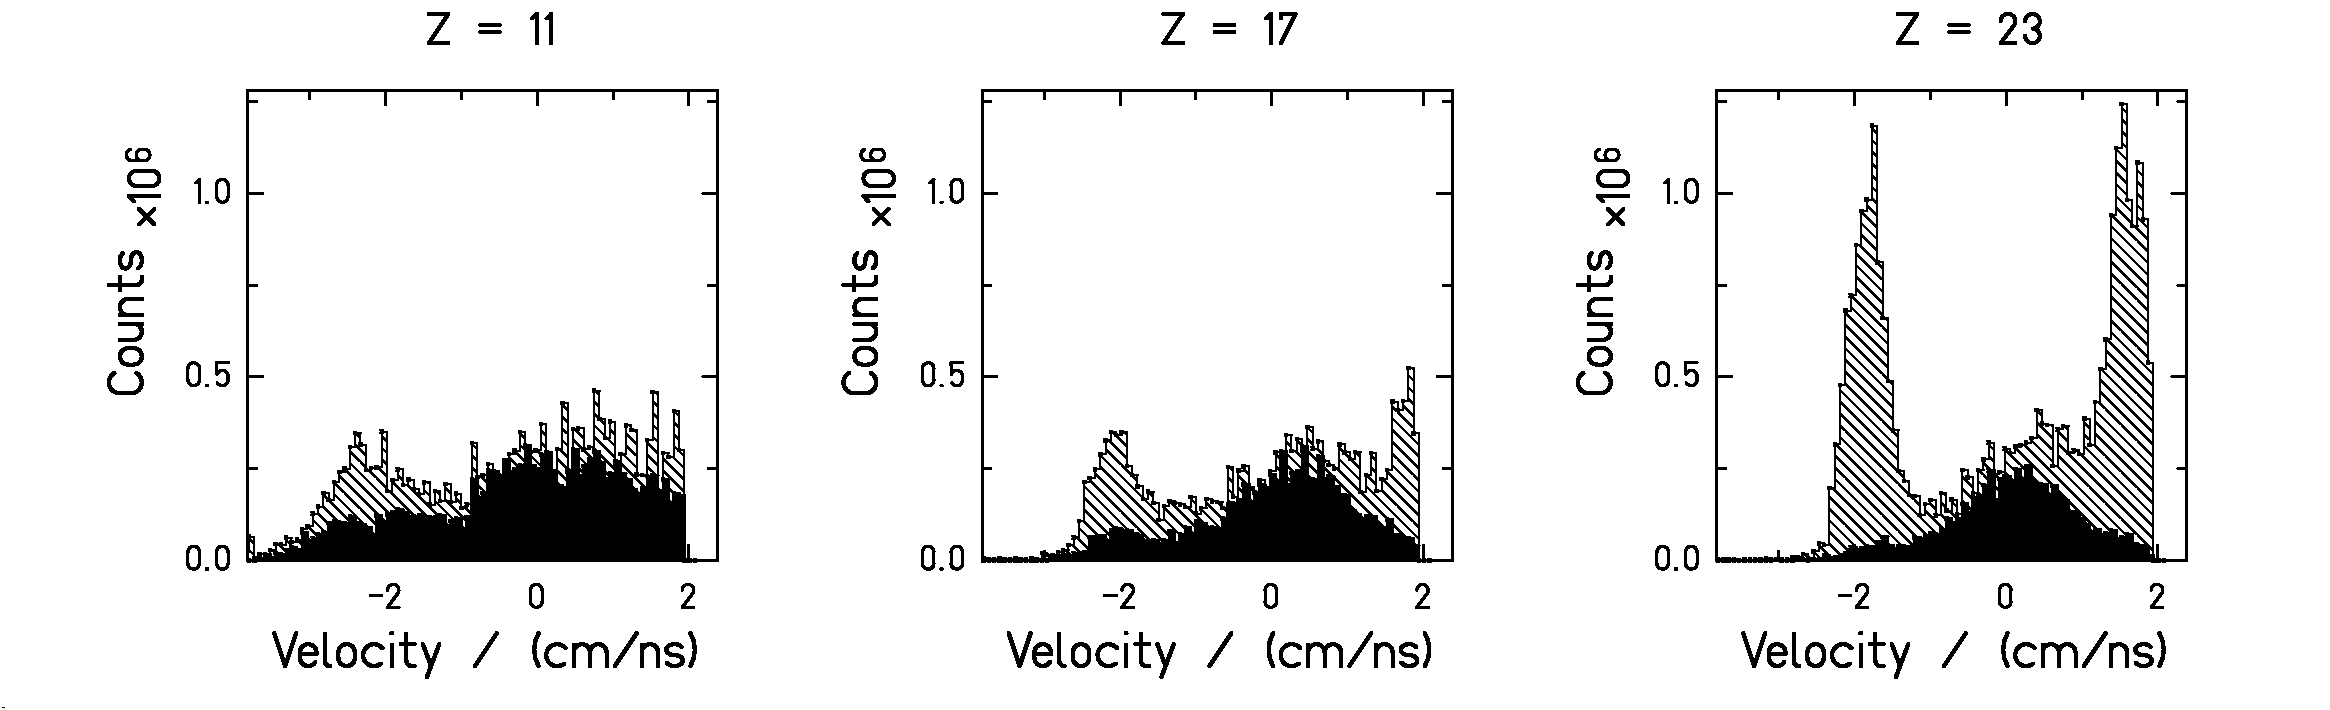 Z = 11
Counts ×10⁶
1.0
0.5
0.0
−2 0 2
Velocity / (cm/ns)
Z = 17
Counts ×10⁶
1.0
0.5
0.0
−2 0 2
Velocity / (cm/ns)
Z = 23
Counts ×10⁶
1.0
0.5
0.0
−2 0 2
Velocity / (cm/ns)